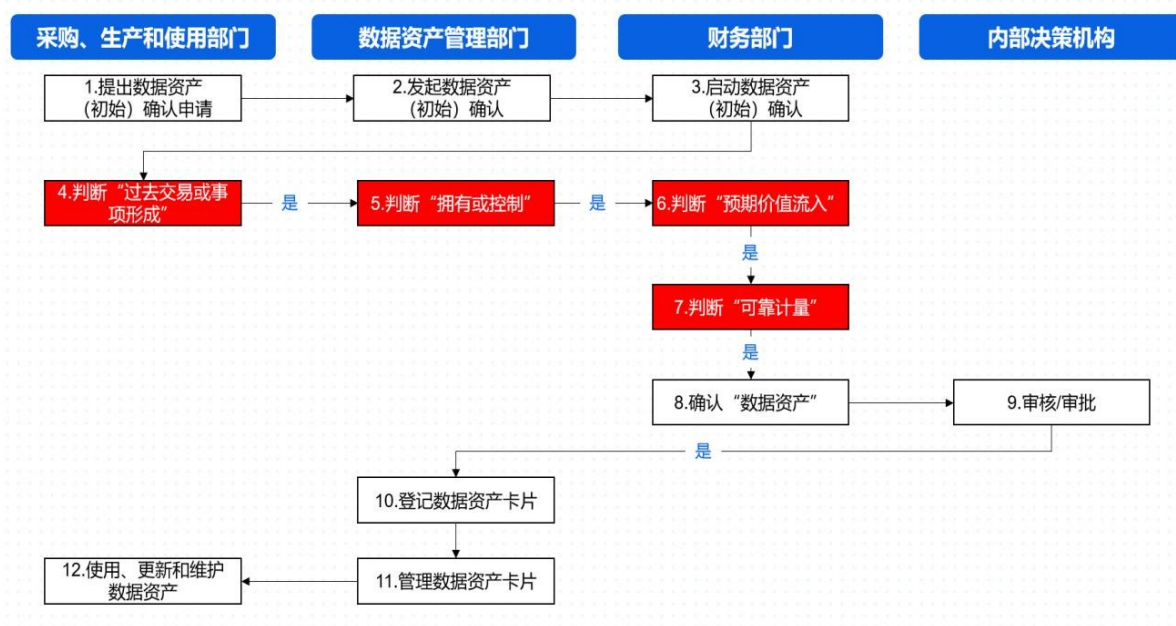 采购、生产和使用部门
数据资产管理部门
财务部门
内部决策机构
1.提出数据资产
（初始）确认申请
2.发起数据资产
（初始）确认
3.启动数据资产
（初始）确认
4.判断“过去交易或事
项形成”
是
5.判断“拥有或控制”
是
6.判断“预期价值流入”
是
7.判断“可靠计量”
是
8.确认“数据资产”
9.审核/审批
是
10.登记数据资产卡片
12.使用、更新和维护
数据资产
11.管理数据资产卡片